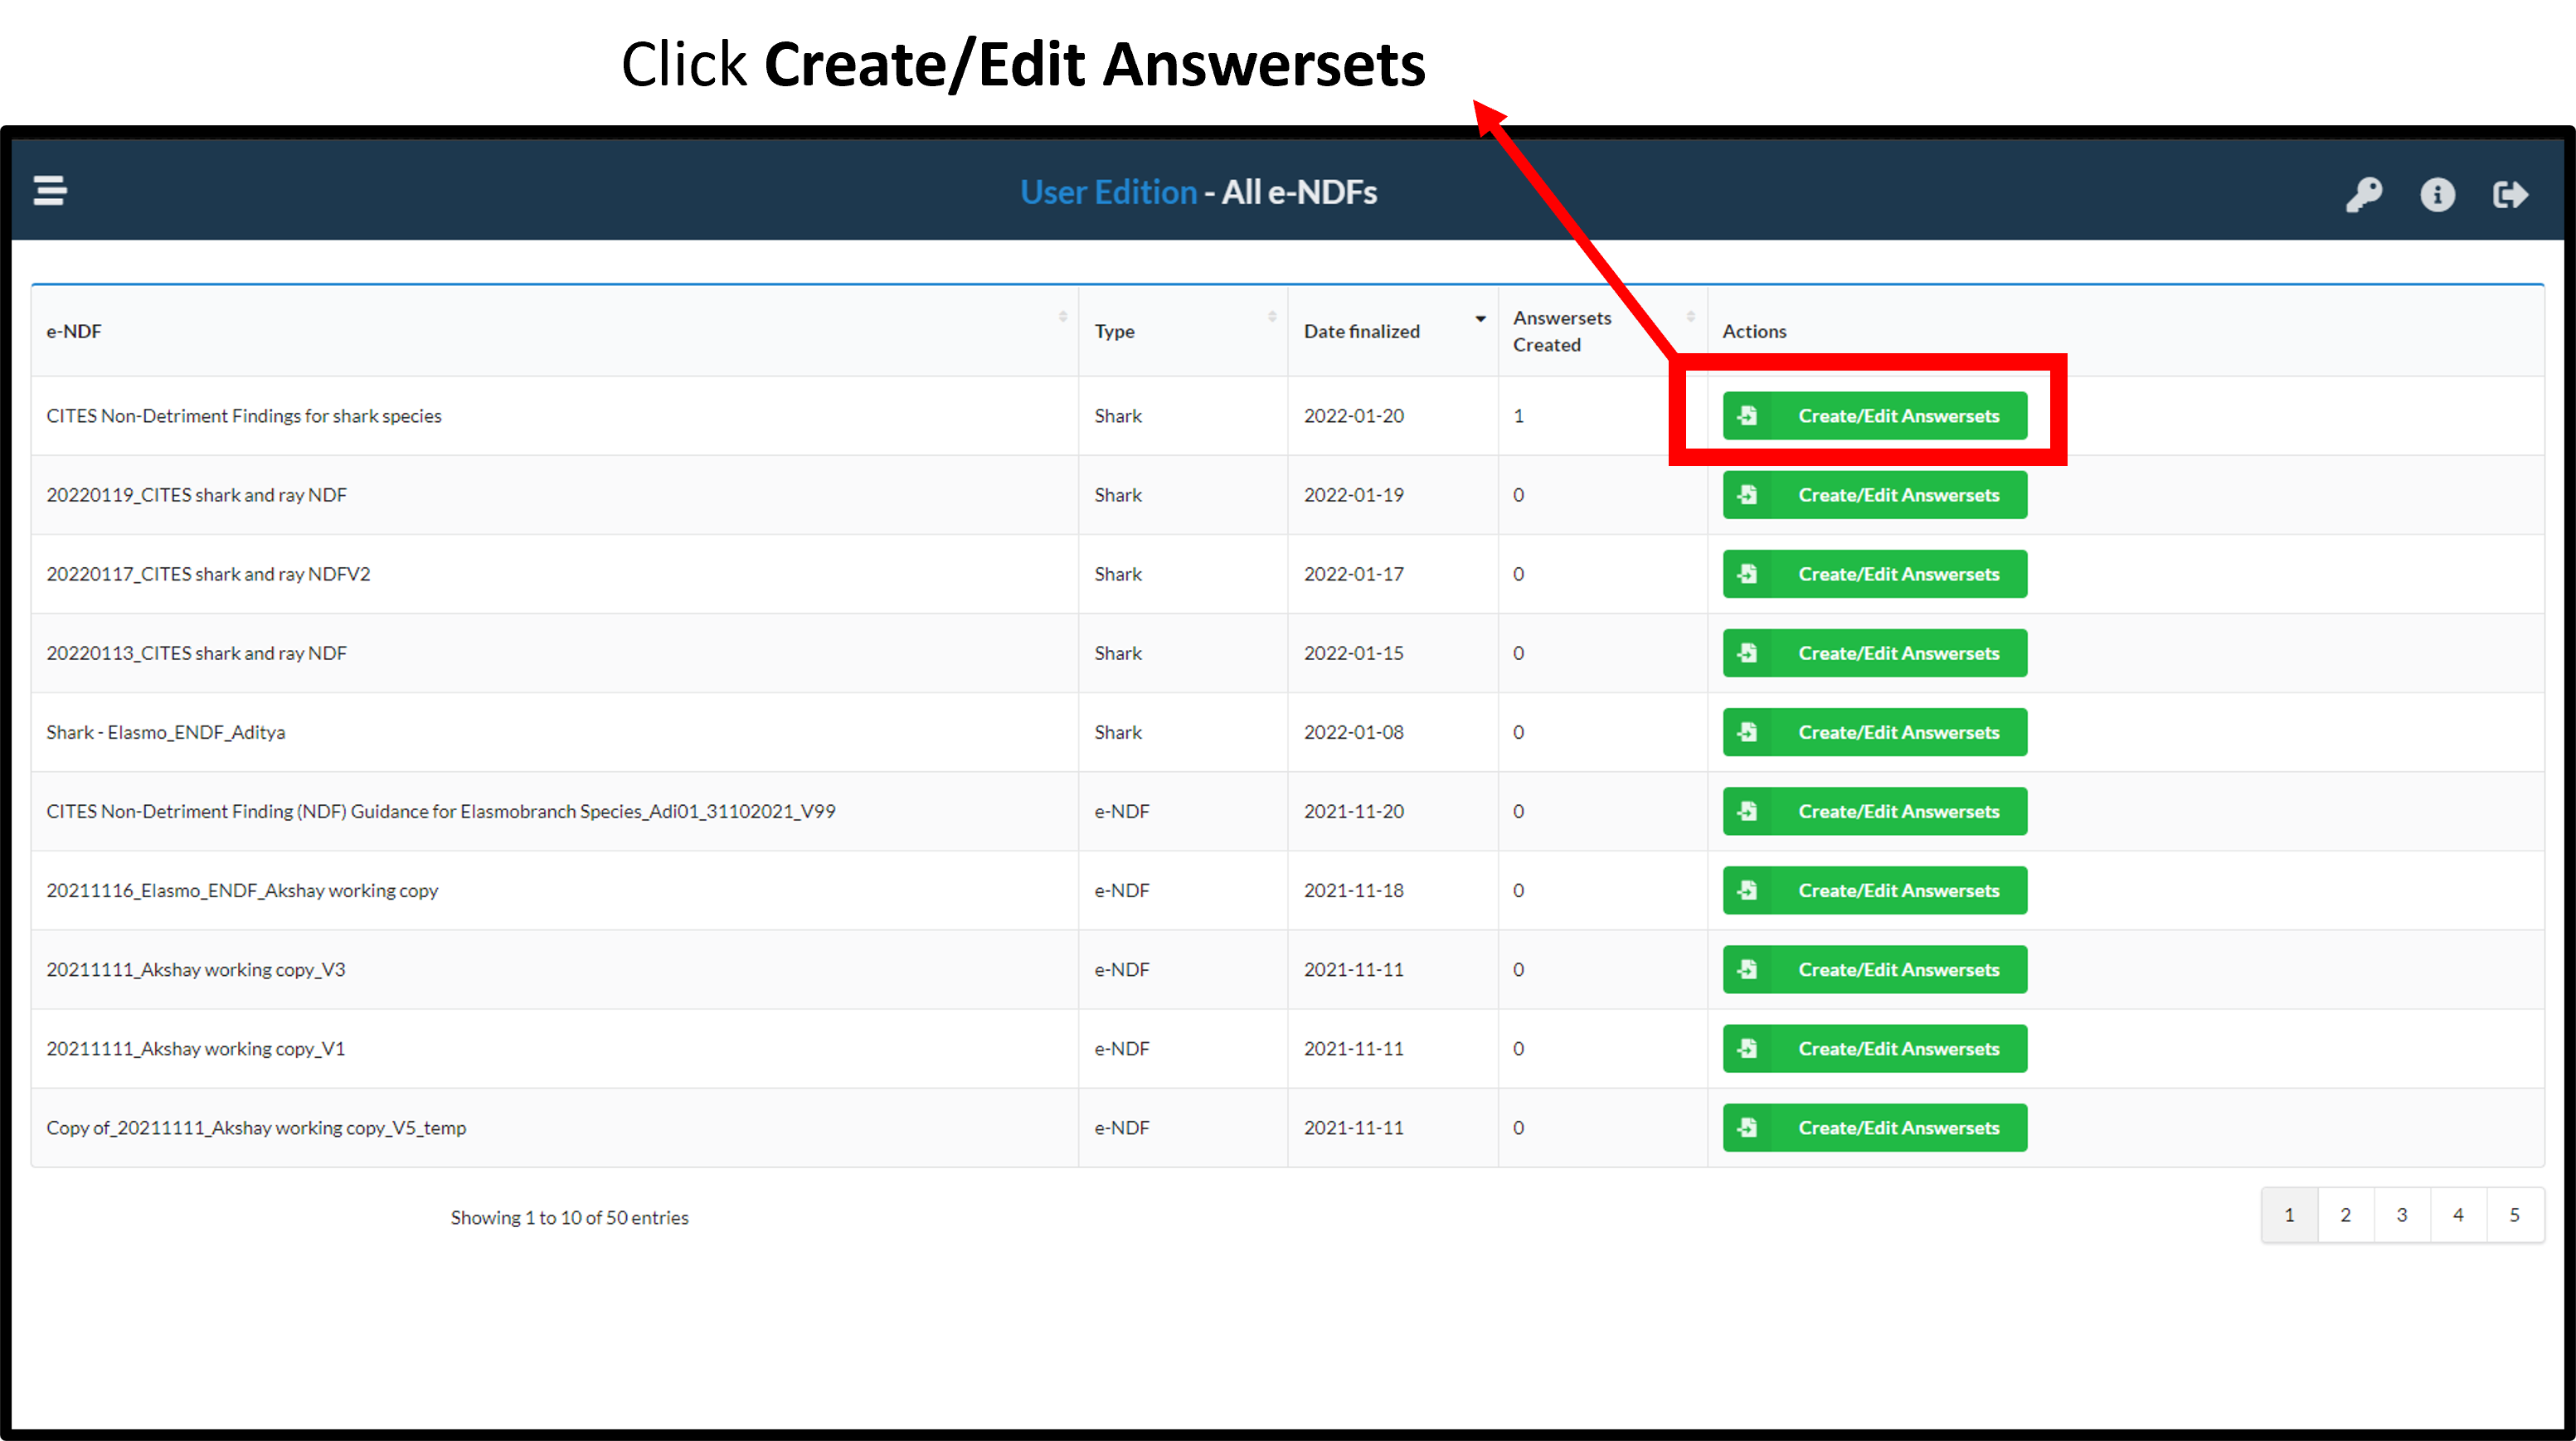 Click Create/Edit Answersets
User Edition - All e-NDFs
e-NDF Type Date finalized Answersets Created Actions
CITES Non-Detriment Findings for shark species Shark 2022-01-20 1 Create/Edit Answersets
20220119_CITES shark and ray NDF Shark 2022-01-19 0 Create/Edit Answersets
20220117_CITES shark and ray NDFV2 Shark 2022-01-17 0 Create/Edit Answersets
20220113_CITES shark and ray NDF Shark 2022-01-15 0 Create/Edit Answersets
Shark - Elasmo_ENDF_Aditya Shark 2022-01-08 0 Create/Edit Answersets
CITES Non-Detriment Finding (NDF) Guidance for Elasmobranch Species_Adi01_31102021_V99 e-NDF 2021-11-20 0 Create/Edit Answersets
20211116_Elasmo_ENDF_Akshay working copy e-NDF 2021-11-18 0 Create/Edit Answersets
20211111_Akshay working copy_V3 e-NDF 2021-11-11 0 Create/Edit Answersets
20211111_Akshay working copy_V1 e-NDF 2021-11-11 0 Create/Edit Answersets
Copy of_20211111_Akshay working copy_V5_temp e-NDF 2021-11-11 0 Create/Edit Answersets
Showing 1 to 10 of 50 entries 1 2 3 4 5